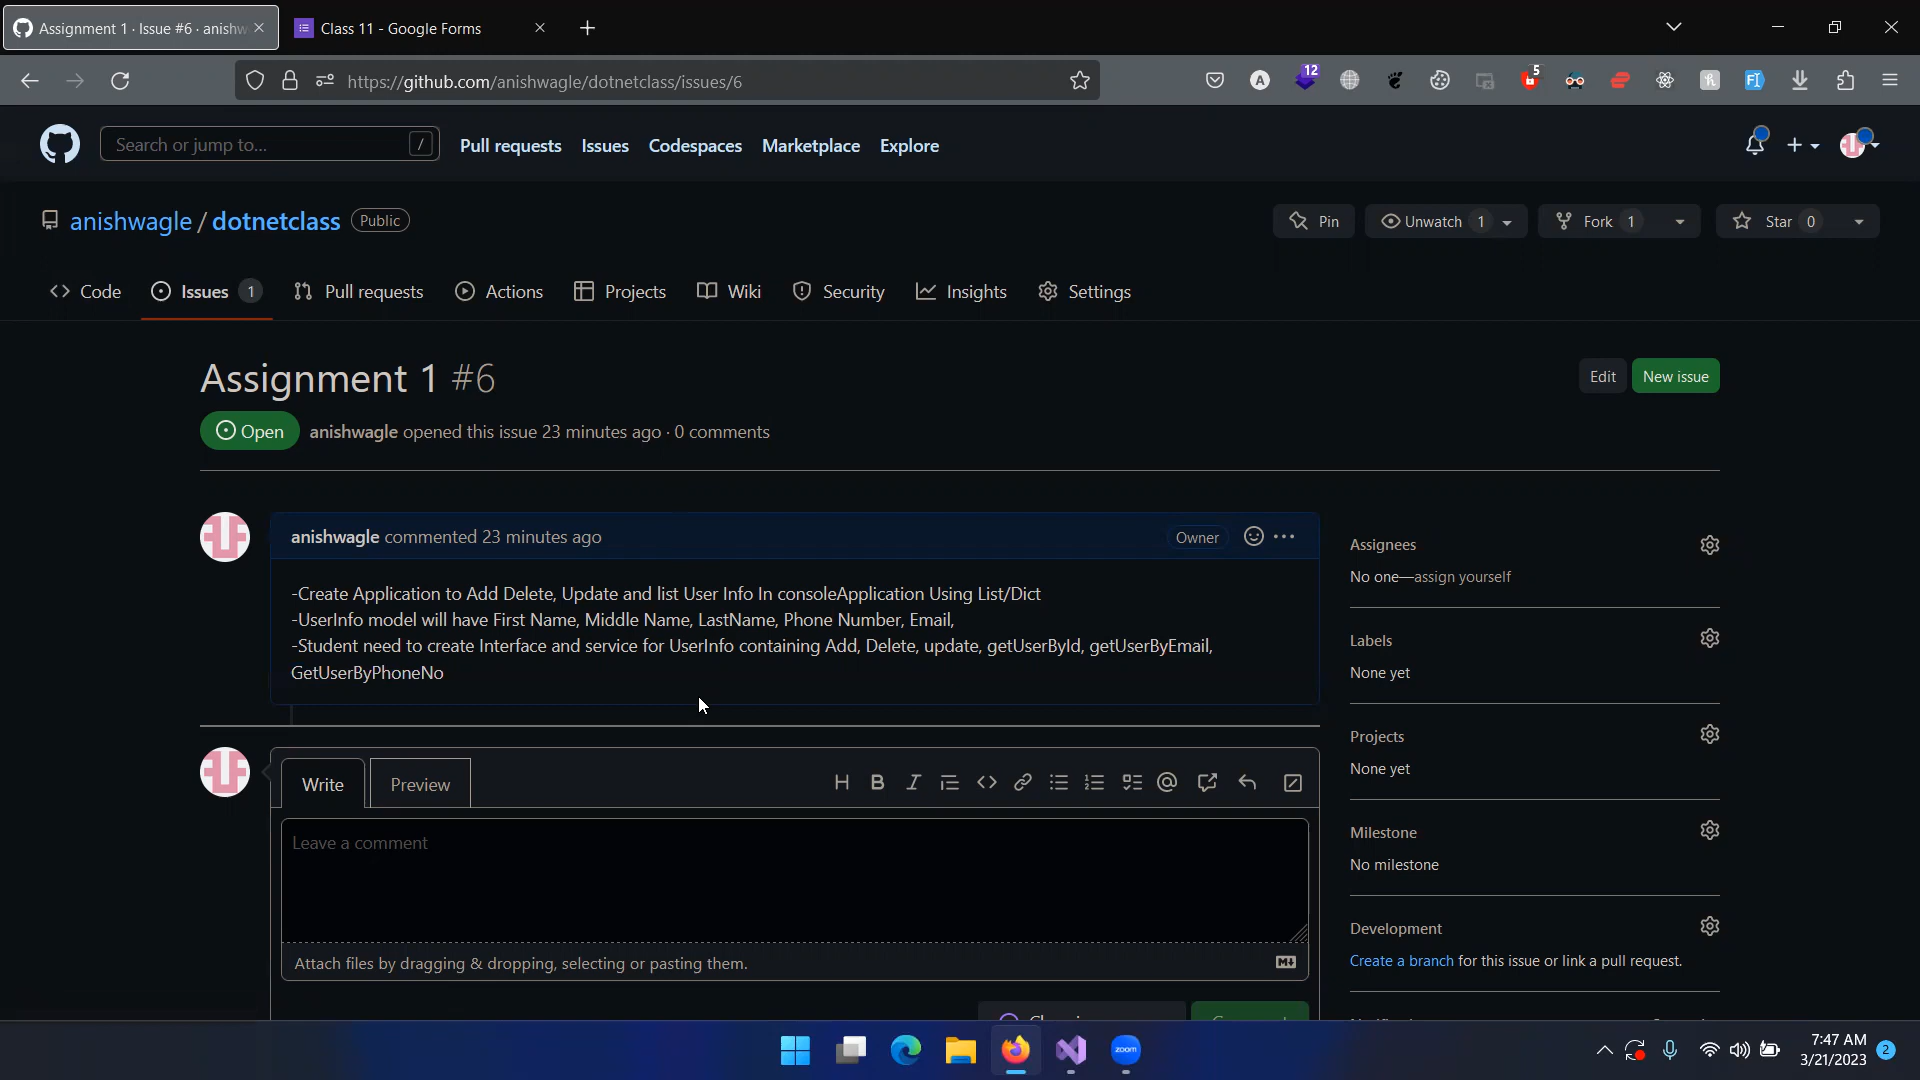 Assignment 1 · Issue #6 · anishw
Class 11 - Google Forms
https://github.com/anishwagle/dotnetclass/issues/6
12
5
Search or jump to...
/
Pull requests
Issues
Codespaces
Marketplace
Explore
anishwagle / dotnetclass
Public
Pin
Unwatch 1
Fork 1
Star 0
Code
Issues 1
Pull requests
Actions
Projects
Wiki
Security
Insights
Settings
Assignment 1 #6
Edit
New issue
Open
anishwagle opened this issue 23 minutes ago · 0 comments
anishwagle commented 23 minutes ago
Owner
-Create Application to Add Delete, Update and list User Info In consoleApplication Using List/Dict
-UserInfo model will have First Name, Middle Name, LastName, Phone Number, Email,
-Student need to create Interface and service for UserInfo containing Add, Delete, update, getUserById, getUserByEmail,
GetUserByPhoneNo
Assignees
No one—assign yourself
Labels
None yet
Projects
None yet
Milestone
No milestone
Development
Create a branch for this issue or link a pull request.
Write
Preview
Leave a comment
Attach files by dragging & dropping, selecting or pasting them.
zoom
7:47 AM
3/21/2023
2